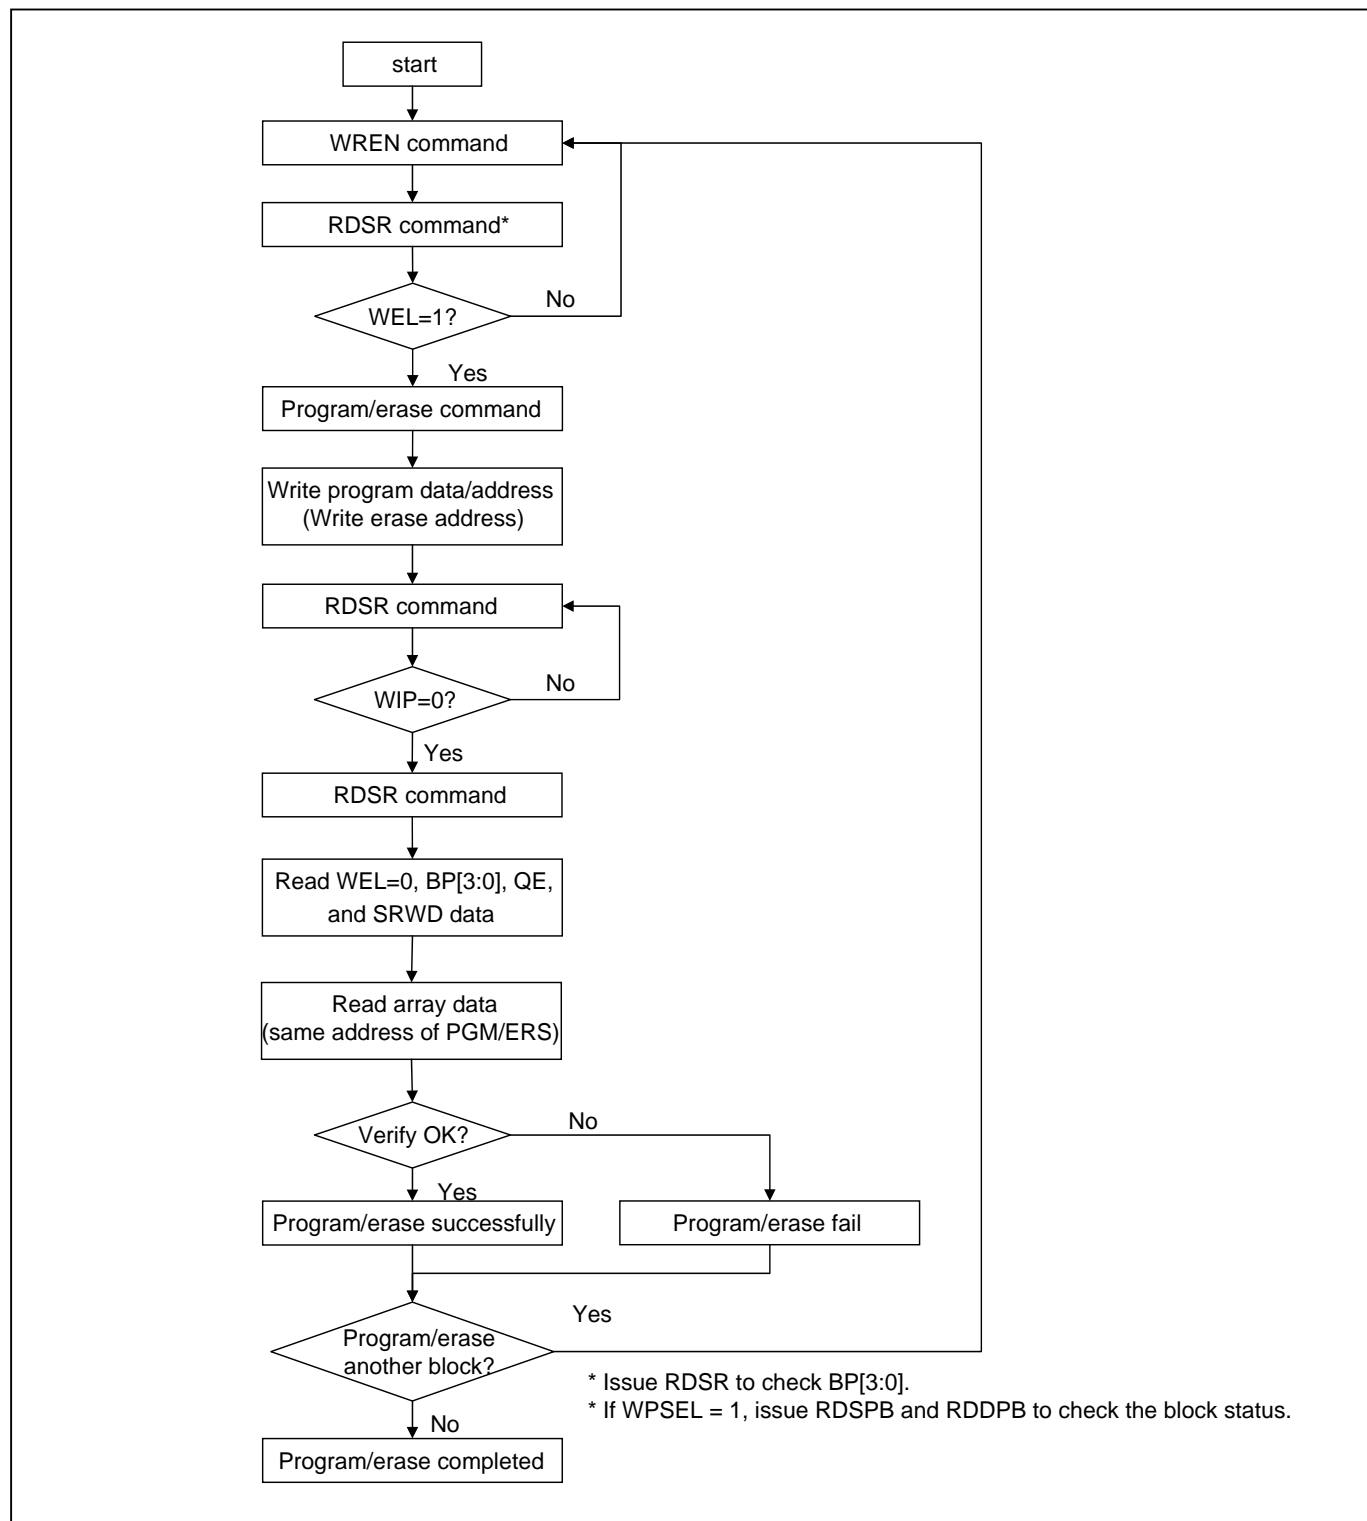 start
WREN command
RDSR command*
WEL=1?
No
Yes
Program/erase command
Write program data/address
(Write erase address)
RDSR command
WIP=0?
No
Yes
RDSR command
Read WEL=0, BP[3:0], QE,
and SRWD data
Read array data
(same address of PGM/ERS)
Verify OK?
No
Yes
Program/erase successfully
Program/erase fail
Program/erase
another block?
Yes
* Issue RDSR to check BP[3:0].
* If WPSEL = 1, issue RDSPB and RDDPB to check the block status.
No
Program/erase completed